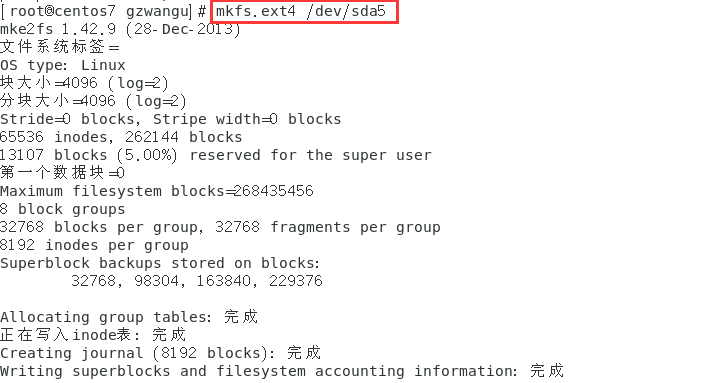 [root@centos7 gzwangu]# mkfs.ext4 /dev/sda5
mke2fs 1.42.9 (28-Dec-2013)
文件系统标签=
OS type: Linux
块大小=4096 (log=2)
分块大小=4096 (log=2)
Stride=0 blocks, Stripe width=0 blocks
65536 inodes, 262144 blocks
13107 blocks (5.00%) reserved for the super user
第一个数据块=0
Maximum filesystem blocks=268435456
8 block groups
32768 blocks per group, 32768 fragments per group
8192 inodes per group
Superblock backups stored on blocks:
32768, 98304, 163840, 229376
Allocating group tables: 完成
正在写入inode表: 完成
Creating journal (8192 blocks): 完成
Writing superblocks and filesystem accounting information: 完成